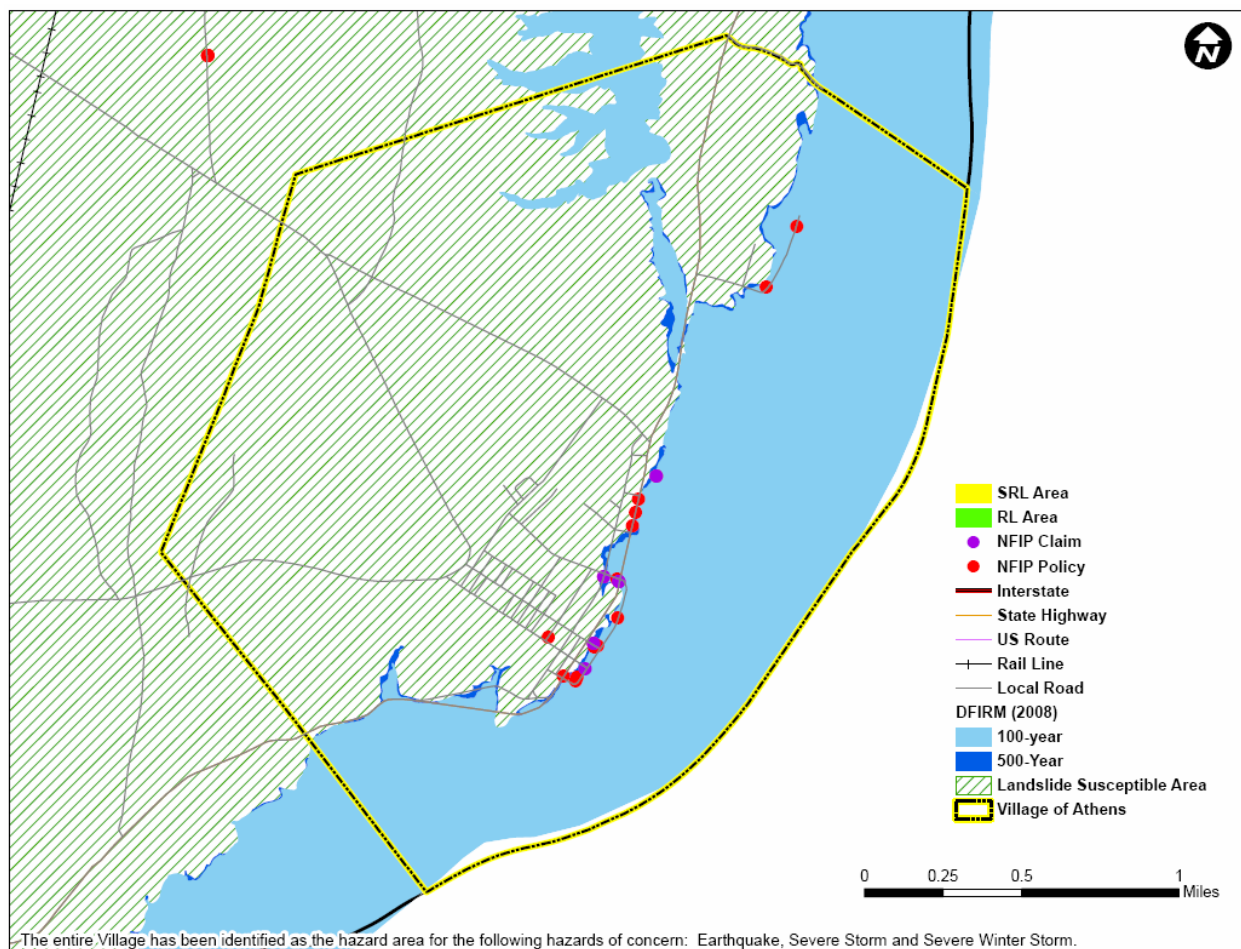 N
SRL Area
RL Area
NFIP Claim
NFIP Policy
Interstate
State Highway
US Route
Rail Line
Local Road
DFIRM (2008)
100-year
500-Year
Landslide Susceptible Area
Village of Athens
0 0.25 0.5 1
Miles
The entire Village has been identified as the hazard area for the following hazards of concern: Earthquake, Severe Storm and Severe Winter Storm.